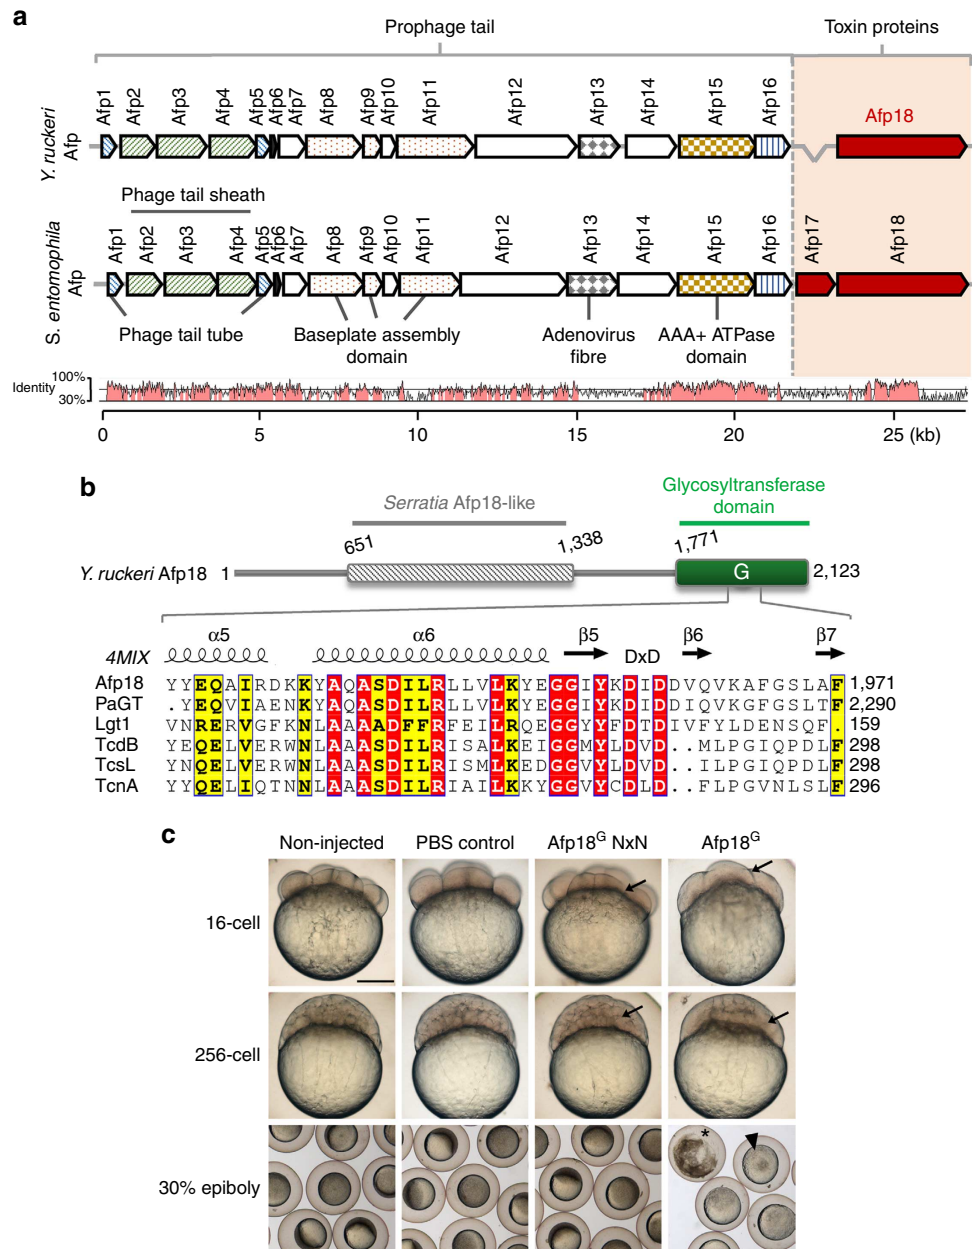 a
Prophage tail
Toxin proteins
Y. ruckeri
Afp
Afp1 Afp2 Afp3 Afp4 Afp5 Afp6 Afp7 Afp8 Afp9 Afp10 Afp11 Afp12 Afp13 Afp14 Afp15 Afp16 Afp18
Phage tail sheath
S. entomophila
Afp
Afp1 Afp2 Afp3 Afp4 Afp5 Afp6 Afp7 Afp8 Afp9 Afp10 Afp11 Afp12 Afp13 Afp14 Afp15 Afp16 Afp17 Afp18
Phage tail tube
Baseplate assembly
domain
Adenovirus
fibre
AAA+ ATPase
domain
Identity
100%
30%
0 5 10 15 20 25 (kb)
b
Serratia Afp18-like
Glycosyltransferase
domain
651 1,338 1,771
Y. ruckeri Afp18 1 G 2,123
α5 α6 β5 β6 β7
4MIX DxD
Afp18 YYEQAIRDKKYAQASDILRLLVLKYEGGIYKDIDDVQVKAFGSLAF 1,971
PaGT .YEQVIAENKYAQASDILRLLILKYEGGIYKDIDDVQVKGFGSLTF 2,290
Lgt1 VNRERVGFKNLAAADFFRFEILRQEGGYYFDTDIVFYLDENSQF. 159
TcdB YEQELVERWNLAAASDILRISALKEIGGMYLDVD..MLPGIQPDLF 298
TcsL YNQELVERWNLAAASDILRISMLKEDGGVYLDVD..ILPGIQPDLF 298
TcnA YYQELIQTNNLAAASDILRIAILKKYGGVYCDLD..FLPGVNLSLF 296
c
Non-injected PBS control Afp18G NxN Afp18G
16-cell
256-cell
30% epiboly
*